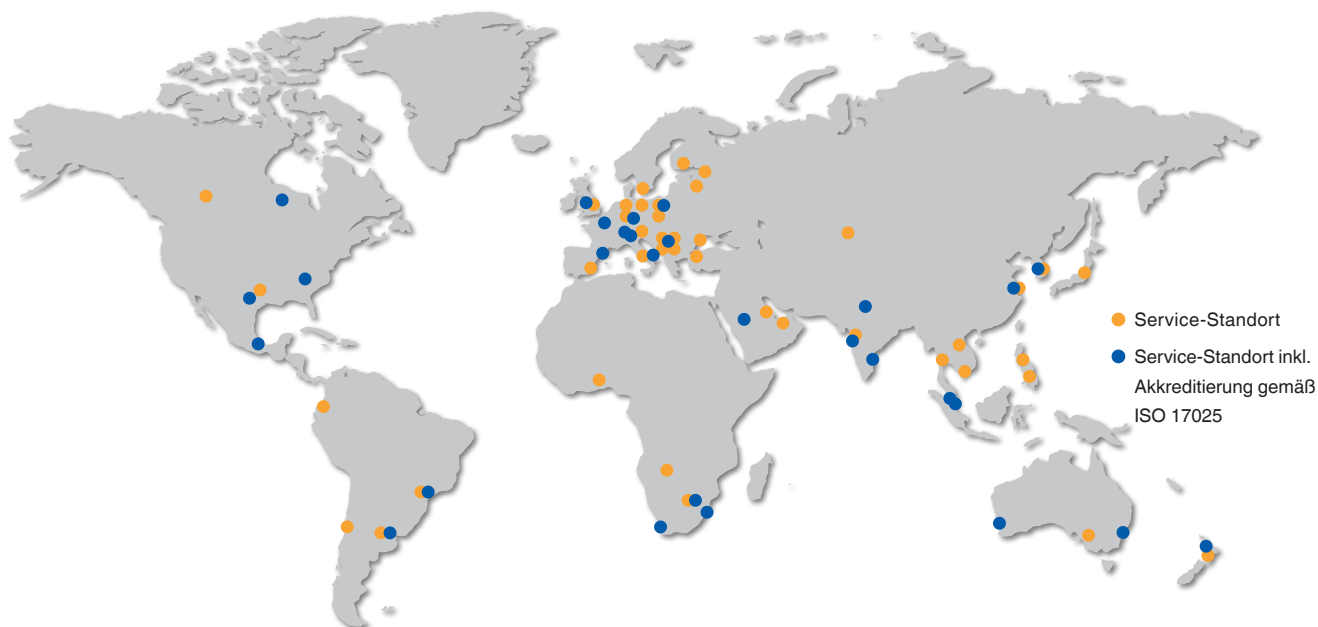 Service-Standort
Service-Standort inkl.
Akkreditierung gemäß
ISO 17025